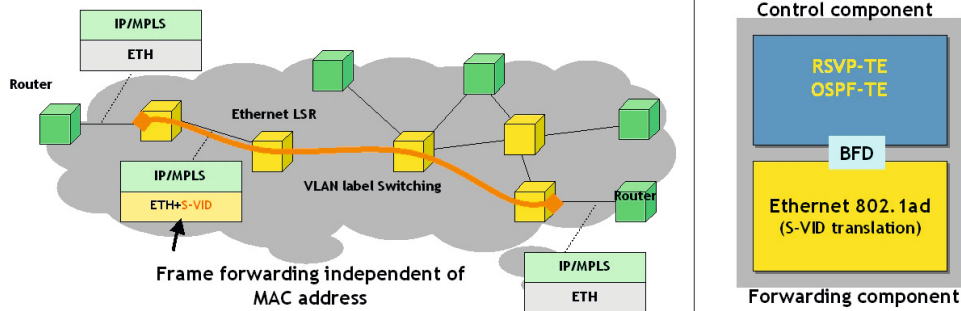 IP/MPLS
ETH
Router
Ethernet LSR
IP/MPLS
ETH+S-VID
VLAN label Switching
Router
Frame forwarding independent of
MAC address
IP/MPLS
ETH
Control component
RSVP-TE
OSPF-TE
BFD
Ethernet 802.1ad
(S-VID translation)
Forwarding component